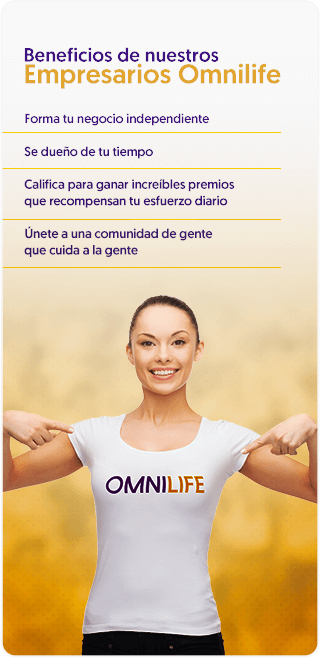 Beneficios de nuestros
Empresarios Omnilife
Forma tu negocio independiente
Se dueño de tu tiempo
Califica para ganar increíbles premios
que recompensan tu esfuerzo diario
Únete a una comunidad de gente
que cuida a la gente
OMNILIFE